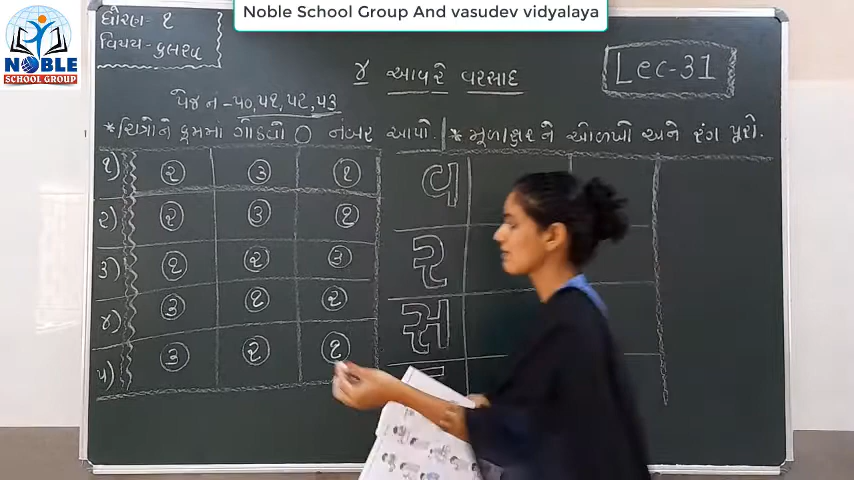 Noble School Group And vasudev vidyalaya
NOBLE
SCHOOL GROUP
ધોરણ- ૧
વિષય- કલરવ
૪ આવરે વરસાદ
Lec-31
પેજ ન -૫૦,૫૧,૫૨,૫૩
*ચિત્રોને ક્રમમાં ગોઠવો ○ નંબર આપો.
* મૂળાક્ષરને ઓળખો અને રંગ પૂરો.
૧) ૨ ૩ ૧
૨) ૨ ૩ ૧
૩) ૧ ૨ ૩
૪) ૩ ૧ ૨
૫) ૩ ૨ ૧
વ
ર
સ